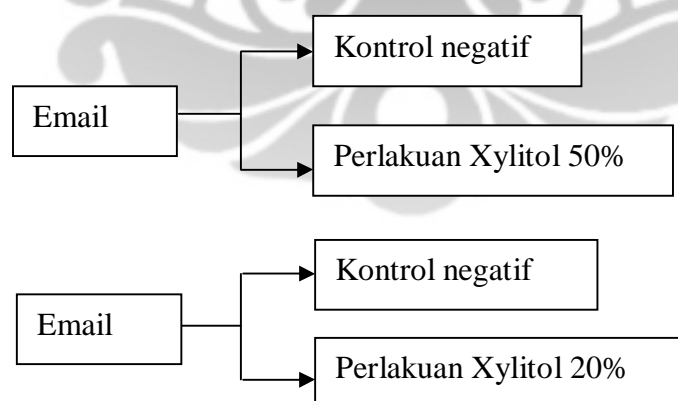 Kontrol negatif
Email
Perlakuan Xylitol 50%
Kontrol negatif
Email
Perlakuan Xylitol 20%